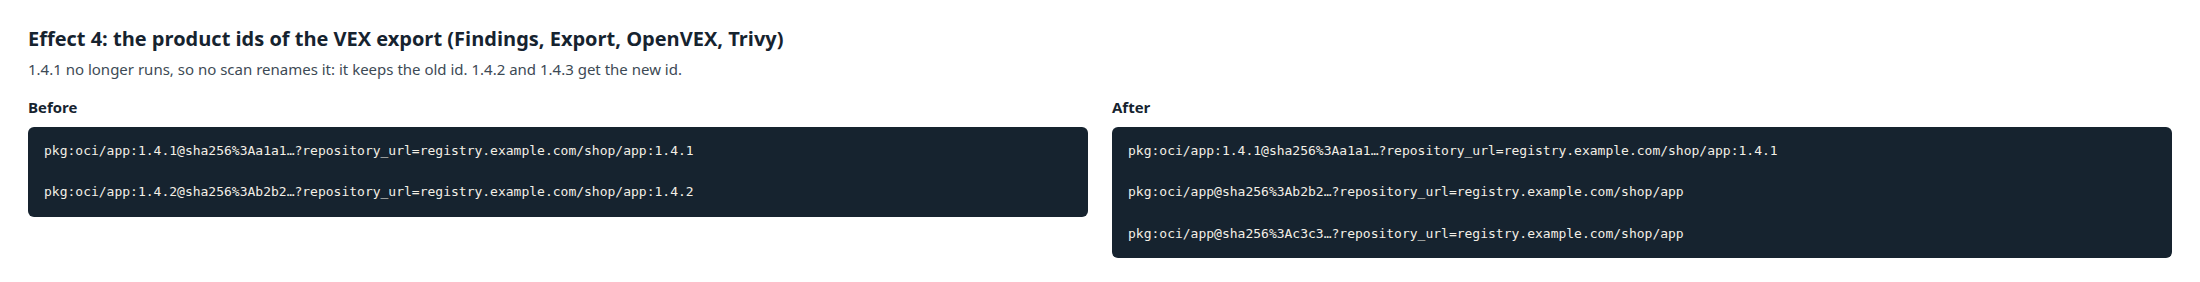 Effect 4: the product ids of the VEX export (Findings, Export, OpenVEX, Trivy)
1.4.1 no longer runs, so no scan renames it: it keeps the old id. 1.4.2 and 1.4.3 get the new id.
Before
pkg:oci/app:1.4.1@sha256%3Aa1a1…?repository_url=registry.example.com/shop/app:1.4.1
pkg:oci/app:1.4.2@sha256%3Ab2b2…?repository_url=registry.example.com/shop/app:1.4.2
After
pkg:oci/app:1.4.1@sha256%3Aa1a1…?repository_url=registry.example.com/shop/app:1.4.1
pkg:oci/app@sha256%3Ab2b2…?repository_url=registry.example.com/shop/app
pkg:oci/app@sha256%3Ac3c3…?repository_url=registry.example.com/shop/app